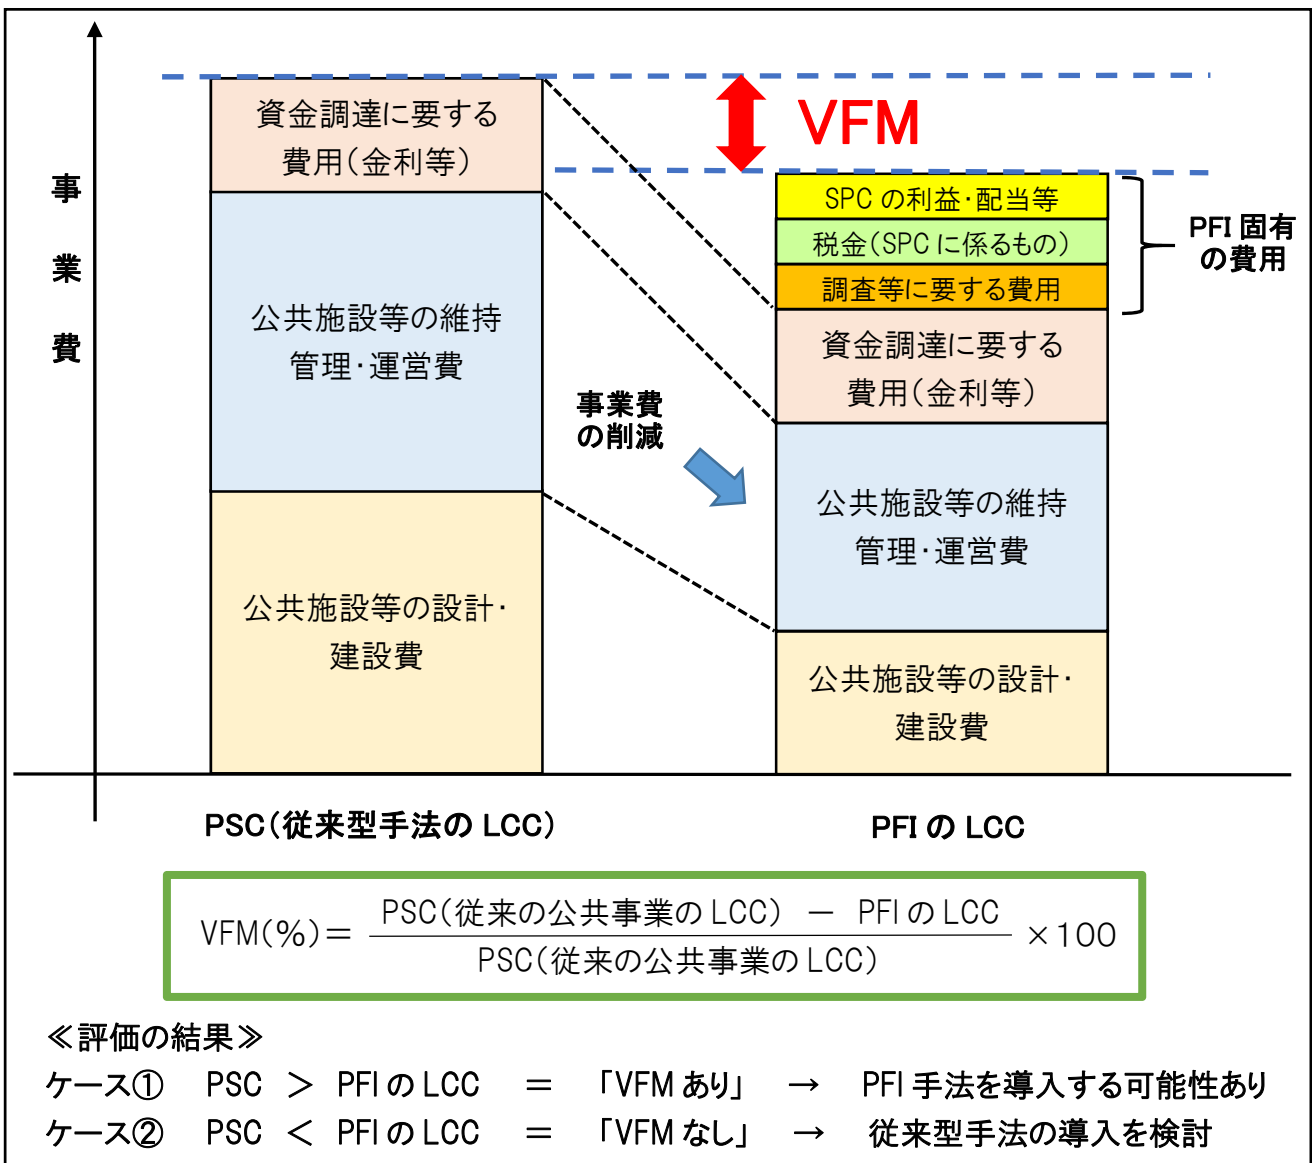 事
業
費
資金調達に要する
費用(金利等)
公共施設等の維持
管理・運営費
公共施設等の設計・
建設費
VFM
事業費
の削減
SPC の利益・配当等
税金(SPC に係るもの)
調査等に要する費用
資金調達に要する
費用(金利等)
公共施設等の維持
管理・運営費
公共施設等の設計・
建設費
PFI 固有
の費用
PSC(従来型手法の LCC)
PFI の LCC
VFM(%)= PSC(従来の公共事業の LCC) － PFI の LCC
PSC(従来の公共事業の LCC)
×100
≪評価の結果≫
ケース① PSC ＞ PFI の LCC ＝ 「VFM あり」 → PFI 手法を導入する可能性あり
ケース② PSC ＜ PFI の LCC ＝ 「VFM なし」 → 従来型手法の導入を検討